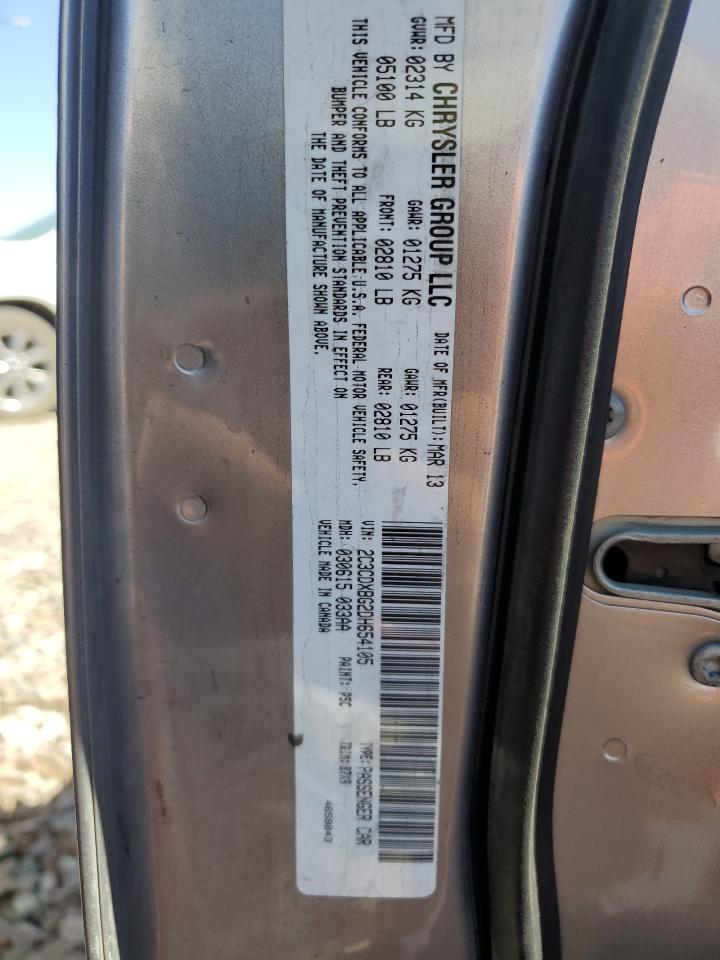 MFD BY CHRYSLER GROUP LLC DATE OF MFR(BUILT): MAR 13
GVWR: 02314 KG GAWR: 01275 KG GAWR: 01275 KG
05100 LB FRONT: 02810 LB REAR: 02810 LB
THIS VEHICLE CONFORMS TO ALL APPLICABLE U.S.A. FEDERAL MOTOR VEHICLE SAFETY,
BUMPER AND THEFT PREVENTION STANDARDS IN EFFECT ON
THE DATE OF MANUFACTURE SHOWN ABOVE.
VIN: 2C3CDXBG2DH654105 TYPE: PASSENGER CAR
MDH: 030615 033AA PAINT: PSC TRIM: B7X9
VEHICLE MADE IN CANADA 4658843